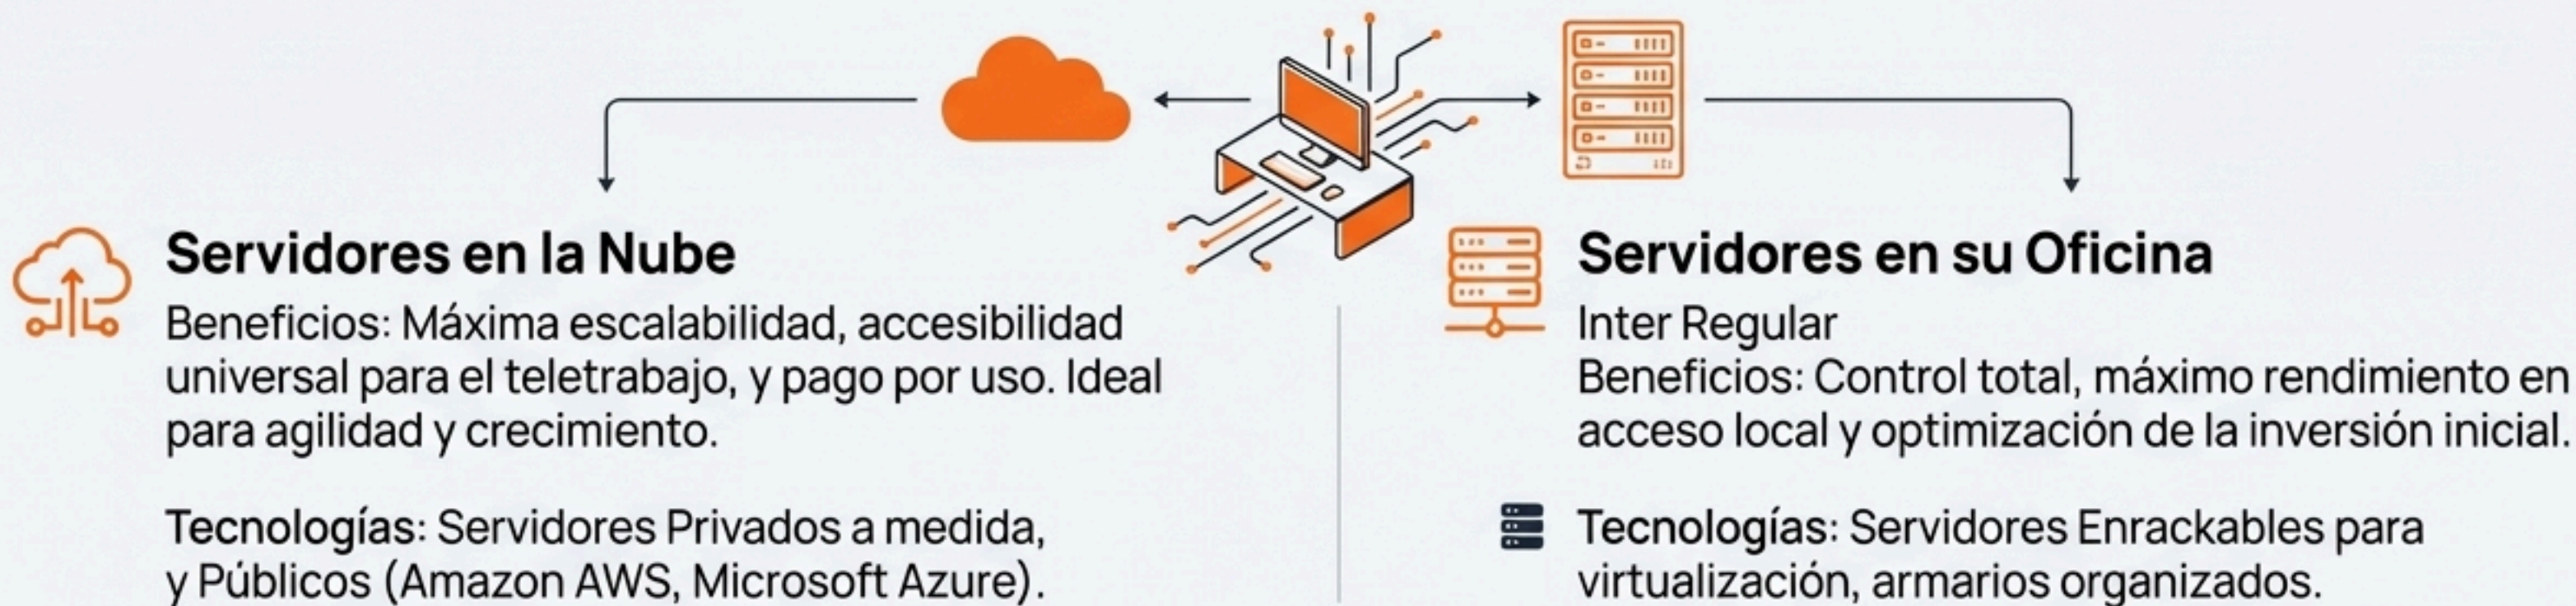 Servidores en la Nube
Beneficios: Máxima escalabilidad, accesibilidad
universal para el teletrabajo, y pago por uso. Ideal
para agilidad y crecimiento.
Tecnologías: Servidores Privados a medida,
y Públicos (Amazon AWS, Microsoft Azure).
Servidores en su Oficina
Inter Regular
Beneficios: Control total, máximo rendimiento en
acceso local y optimización de la inversión inicial.
Tecnologías: Servidores Enrackables para
virtualización, armarios organizados.